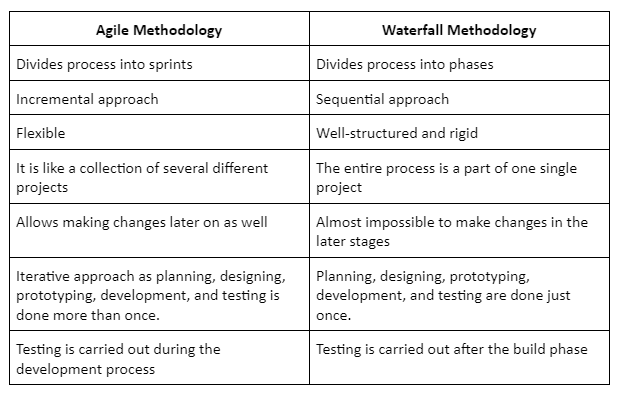 Agile Methodology
Waterfall Methodology
Divides process into sprints
Divides process into phases
Incremental approach
Sequential approach
Flexible
Well-structured and rigid
It is like a collection of several different
projects
The entire process is a part of one single
project
Allows making changes later on as well
Almost impossible to make changes in the
later stages
Iterative approach as planning, designing,
prototyping, development, and testing is
done more than once.
Planning, designing, prototyping,
development, and testing are done just
once.
Testing is carried out during the
development process
Testing is carried out after the build phase